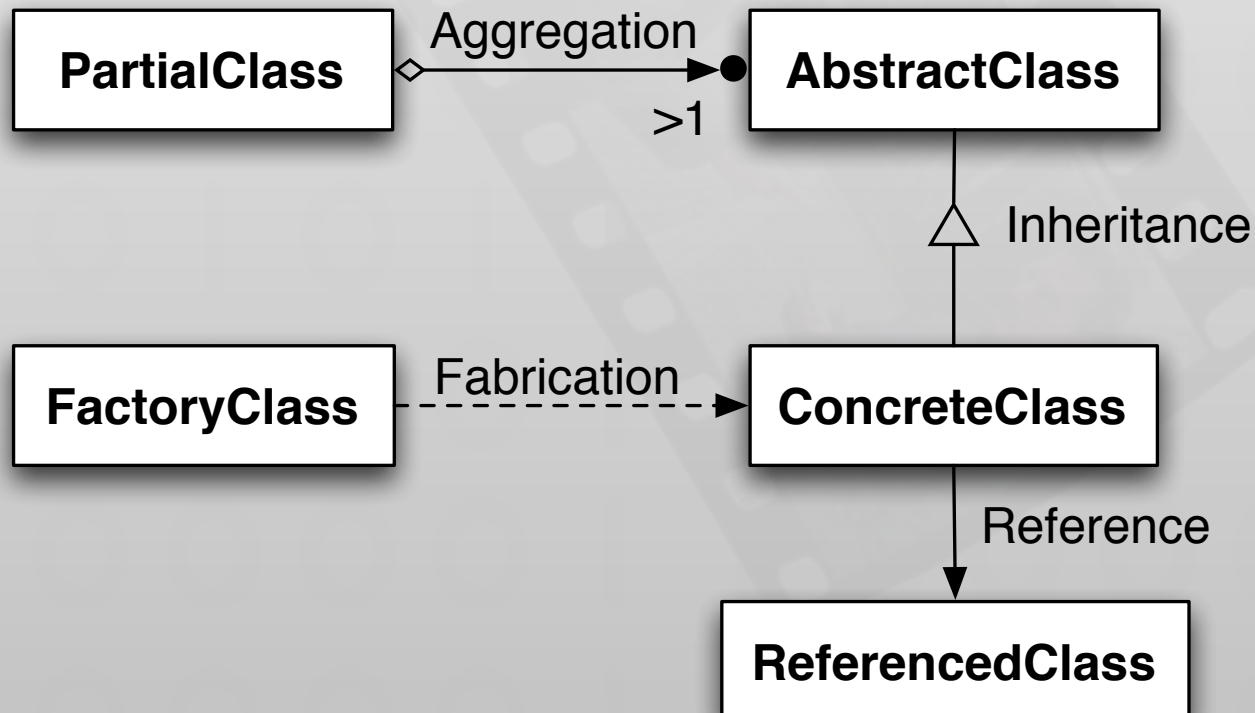 Aggregation
PartialClass
AbstractClass
>1
Inheritance
Fabrication
FactoryClass
ConcreteClass
Reference
ReferencedClass